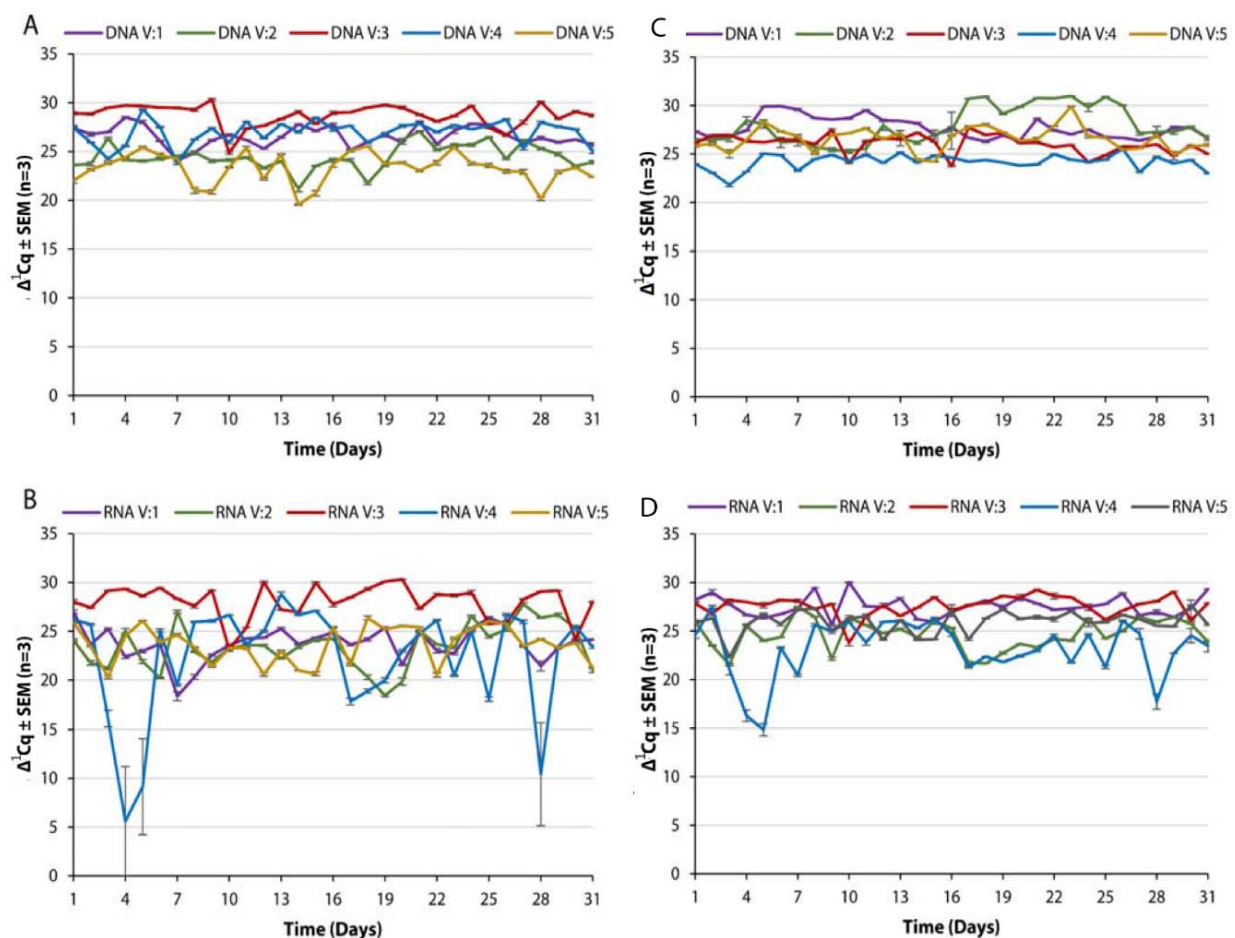 A
DNA V:1 DNA V:2 DNA V:3 DNA V:4 DNA V:5
35
30
25
20
15
10
5
0
Δ¹Cq ± SEM (n=3)
1 4 7 10 13 16 19 22 25 28 31
Time (Days)
C
DNA V:1 DNA V:2 DNA V:3 DNA V:4 DNA V:5
35
30
25
20
15
10
5
0
Δ¹Cq ± SEM (n=3)
1 4 7 10 13 16 19 22 25 28 31
Time (Days)
B
RNA V:1 RNA V:2 RNA V:3 RNA V:4 RNA V:5
35
30
25
20
15
10
5
0
Δ¹Cq ± SEM (n=3)
1 4 7 10 13 16 19 22 25 28 31
Time (Days)
D
RNA V:1 RNA V:2 RNA V:3 RNA V:4 RNA V:5
35
30
25
20
15
10
5
0
Δ¹Cq ± SEM (n=3)
1 4 7 10 13 16 19 22 25 28 31
Time (Days)